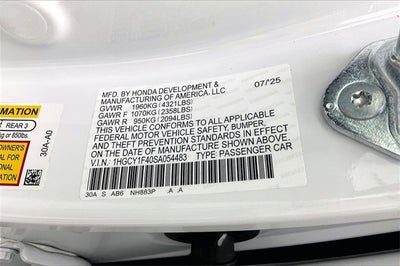 MFD. BY HONDA DEVELOPMENT &
MANUFACTURING OF AMERICA, LLC
07/25
GVWR 1960KG (4321LBS)
GAWR F 1070KG (2358LBS)
GAWR R 950KG (2094LBS)
THIS VEHICLE CONFORMS TO ALL APPLICABLE
FEDERAL MOTOR VEHICLE SAFETY, BUMPER,
AND THEFT PREVENTION STANDARDS IN EFFECT
ON THE DATE OF MANUFACTURE SHOWN ABOVE.
V.I.N.: 1HGCY1F40SA054483 TYPE: PASSENGER CAR
30A S AB6 NH883P A A
MATION
REAR 3
or 850lbs.
30A-A0